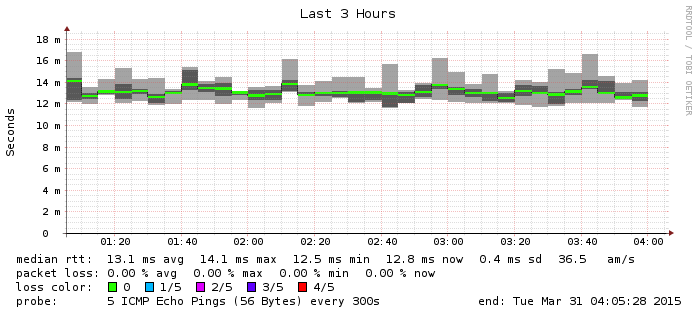 Last 3 Hours
RRDTOOL / TOBI OETIKER
Seconds
18 m
16 m
14 m
12 m
10 m
8 m
6 m
4 m
2 m
0
01:20 01:40 02:00 02:20 02:40 03:00 03:20 03:40 04:00
median rtt: 13.1 ms avg 14.1 ms max 12.5 ms min 12.8 ms now 0.4 ms sd 36.5 am/s
packet loss: 0.00 % avg 0.00 % max 0.00 % min 0.00 % now
loss color: 0 1/5 2/5 3/5 4/5
probe: 5 ICMP Echo Pings (56 Bytes) every 300s end: Tue Mar 31 04:05:28 2015